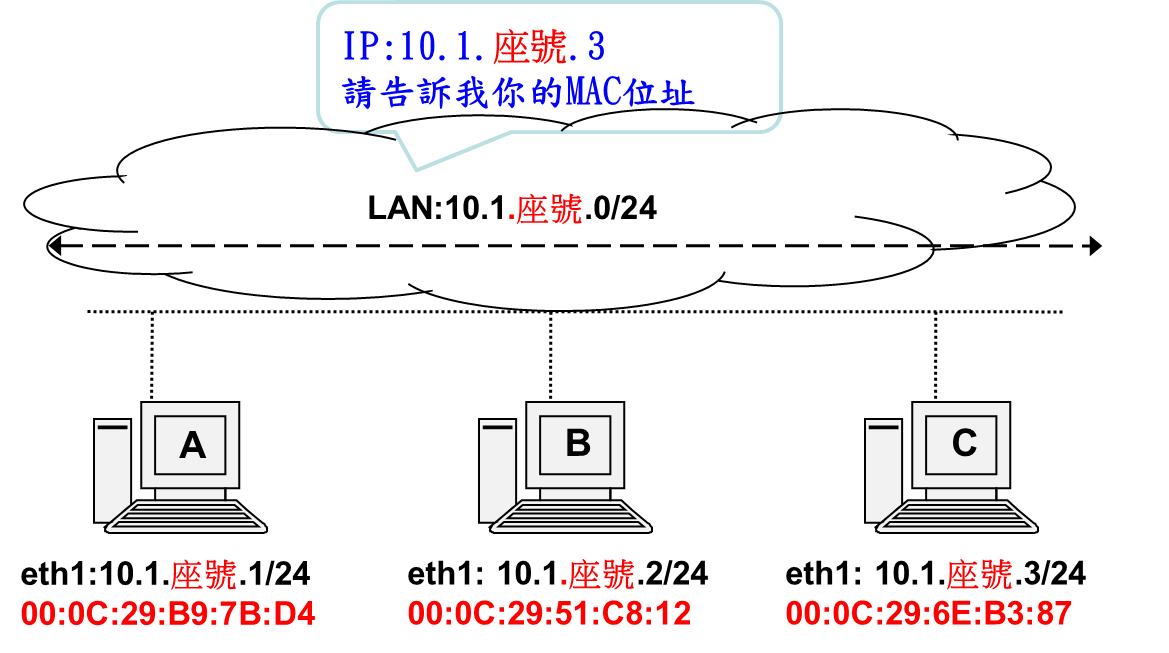 IP:10.1.座號.3
請告訴我你的MAC位址
LAN:10.1.座號.0/24
A
B
C
eth1:10.1.座號.1/24
00:0C:29:B9:7B:D4
eth1: 10.1.座號.2/24
00:0C:29:51:C8:12
eth1: 10.1.座號.3/24
00:0C:29:6E:B3:87